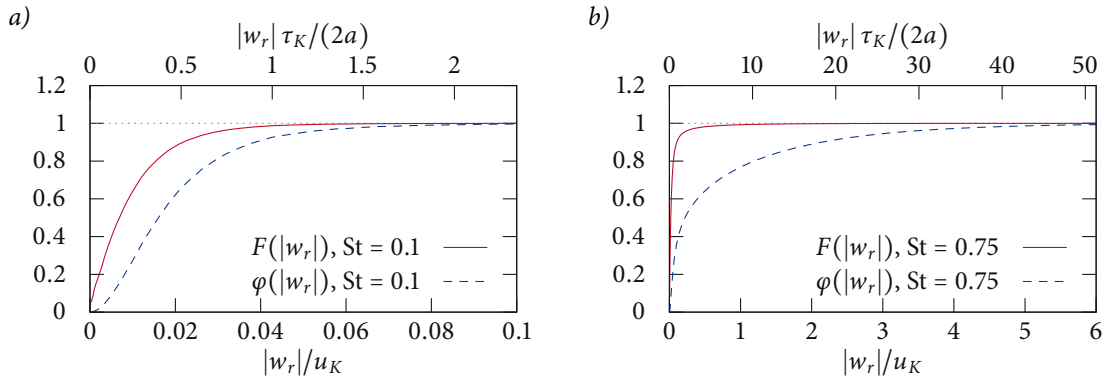 a)
|w_r| τ_K/(2a)
0 0.5 1 1.5 2
1.2
1
0.8
0.6
0.4
0.2
0
F(|w_r|), St = 0.1
φ(|w_r|), St = 0.1
0 0.02 0.04 0.06 0.08 0.1
|w_r|/u_K
b)
|w_r| τ_K/(2a)
0 10 20 30 40 50
1.2
1
0.8
0.6
0.4
0.2
0
F(|w_r|), St = 0.75
φ(|w_r|), St = 0.75
0 1 2 3 4 5 6
|w_r|/u_K